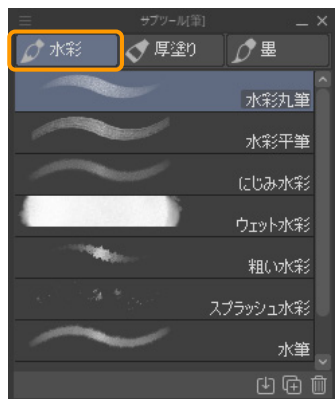 サブツール[筆]
水彩
厚塗り
墨
水彩丸筆
水彩平筆
にじみ水彩
ウェット水彩
粗い水彩
スプラッシュ水彩
水筆